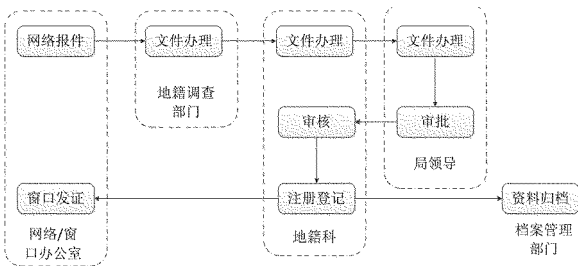 网络报件
文件办理
文件办理
文件办理
地籍调查
部门
审核
审批
局领导
窗口发证
注册登记
资料归档
网络/窗
口办公室
地籍科
档案管理
部门